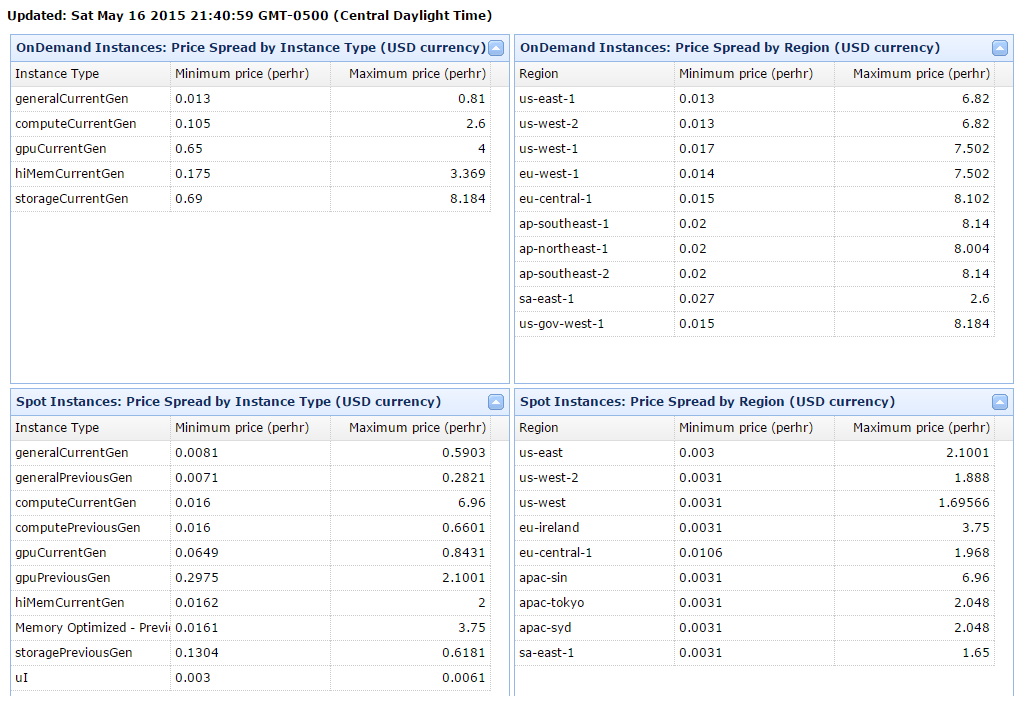 Updated: Sat May 16 2015 21:40:59 GMT-0500 (Central Daylight Time)
OnDemand Instances: Price Spread by Instance Type (USD currency)
Instance Type Minimum price (perhr) Maximum price (perhr)
generalCurrentGen 0.013 0.81
computeCurrentGen 0.105 2.6
gpuCurrentGen 0.65 4
hiMemCurrentGen 0.175 3.369
storageCurrentGen 0.69 8.184
OnDemand Instances: Price Spread by Region (USD currency)
Region Minimum price (perhr) Maximum price (perhr)
us-east-1 0.013 6.82
us-west-2 0.013 6.82
us-west-1 0.017 7.502
eu-west-1 0.014 7.502
eu-central-1 0.015 8.102
ap-southeast-1 0.02 8.14
ap-northeast-1 0.02 8.004
ap-southeast-2 0.02 8.14
sa-east-1 0.027 2.6
us-gov-west-1 0.015 8.184
Spot Instances: Price Spread by Instance Type (USD currency)
Instance Type Minimum price (perhr) Maximum price (perhr)
generalCurrentGen 0.0081 0.5903
generalPreviousGen 0.0071 0.2821
computeCurrentGen 0.016 6.96
computePreviousGen 0.016 0.6601
gpuCurrentGen 0.0649 0.8431
gpuPreviousGen 0.2975 2.1001
hiMemCurrentGen 0.0162 2
Memory Optimized - Previ 0.0161 3.75
storagePreviousGen 0.1304 0.6181
uI 0.003 0.0061
Spot Instances: Price Spread by Region (USD currency)
Region Minimum price (perhr) Maximum price (perhr)
us-east 0.003 2.1001
us-west-2 0.0031 1.888
us-west 0.0031 1.69566
eu-ireland 0.0031 3.75
eu-central-1 0.0106 1.968
apac-sin 0.0031 6.96
apac-tokyo 0.0031 2.048
apac-syd 0.0031 2.048
sa-east-1 0.0031 1.65